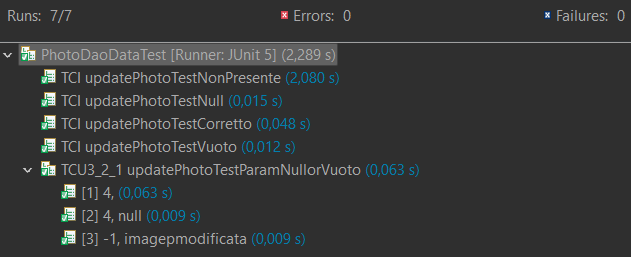 Runs: 7/7 Errors: 0 Failures: 0
PhotoDaoDataTest [Runner: JUnit 5] (2,289 s)
TCI updatePhotoTestNonPresente (2,080 s)
TCI updatePhotoTestNull (0,015 s)
TCI updatePhotoTestCorretto (0,048 s)
TCI updatePhotoTestVuoto (0,012 s)
TCU3_2_1 updatePhotoTestParamNullorVuoto (0,063 s)
[1] 4, (0,063 s)
[2] 4, null (0,009 s)
[3] -1, imagepmodificata (0,009 s)